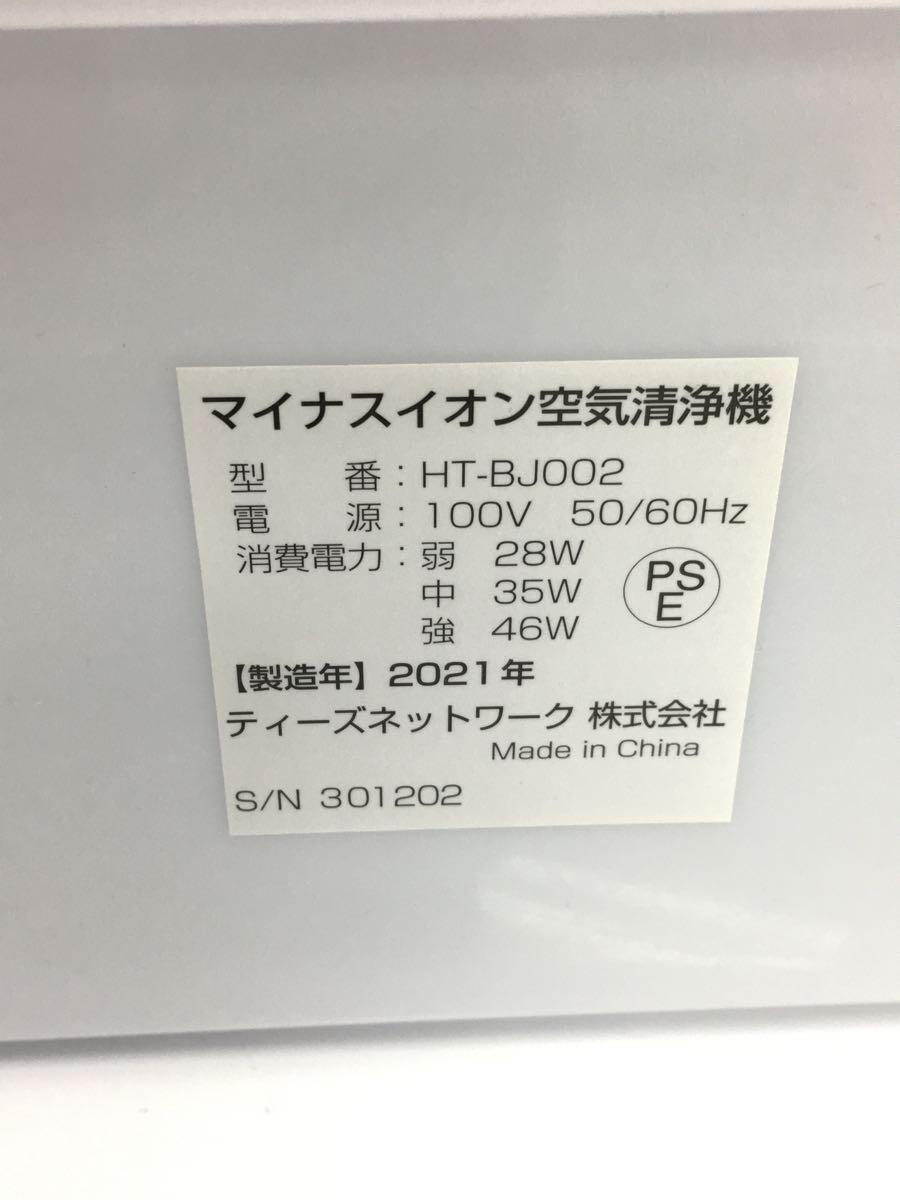 マイナスイオン空気清浄機
型　　番：HT-BJ002
電　　源：100V　50/60Hz
消費電力：弱　28W
中　35W
強　46W
PS
E
【製造年】2021年
ティーズネットワーク 株式会社
Made in China
S/N 301202